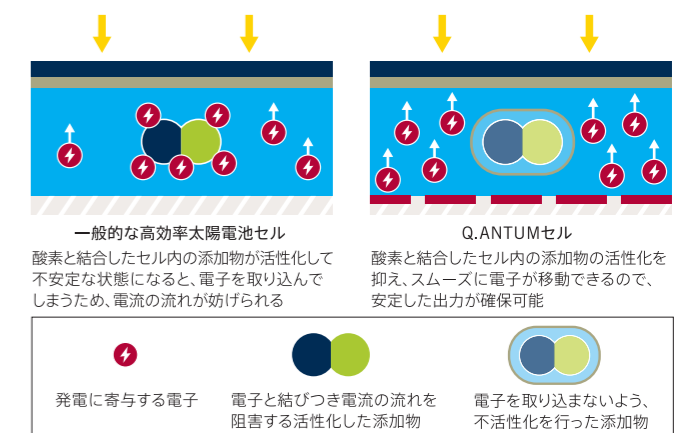 一般的な高効率太陽電池セル
酸素と結合したセル内の添加物が活性化して
不安定な状態になると、電子を取り込んで
しまうため、電流の流れが妨げられる
Q.ANTUMセル
酸素と結合したセル内の添加物の活性化を
抑え、スムーズに電子が移動できるので、
安定した出力が確保可能
発電に寄与する電子
電子と結びつき電流の流れを
阻害する活性化した添加物
電子を取り込まないよう、
不活性化を行った添加物